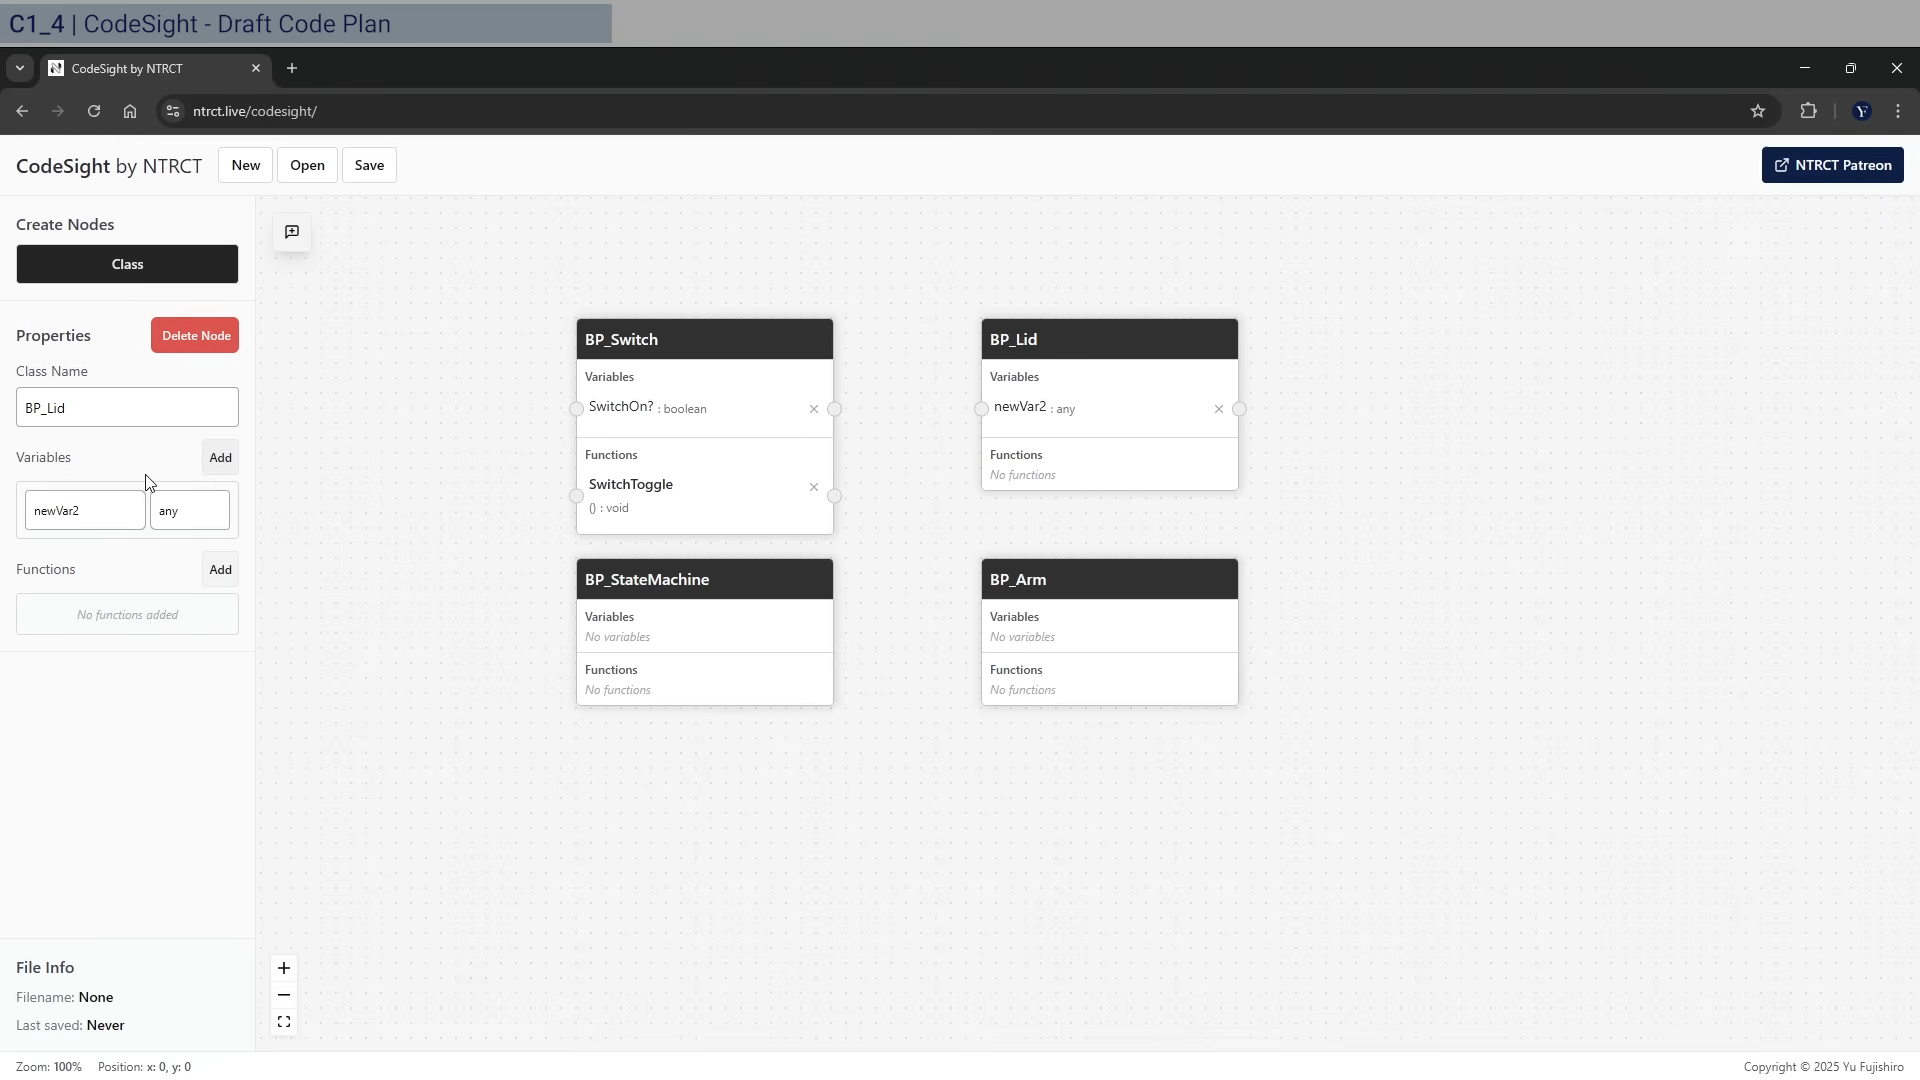 C1_4 | CodeSight - Draft Code Plan
CodeSight by NTRCT
ntrct.live/codesight/
Y
CodeSight by NTRCT
New
Open
Save
NTRCT Patreon
Create Nodes
Class
Properties
Delete Node
Class Name
BP_Lid
Variables
Add
newVar2
any
Functions
Add
No functions added
BP_Switch
Variables
SwitchOn? : boolean
Functions
SwitchToggle
() : void
BP_Lid
Variables
newVar2 : any
Functions
No functions
BP_StateMachine
Variables
No variables
Functions
No functions
BP_Arm
Variables
No variables
Functions
No functions
File Info
Filename: None
Last saved: Never
Zoom: 100% Position: x: 0, y: 0
Copyright © 2025 Yu Fujishiro